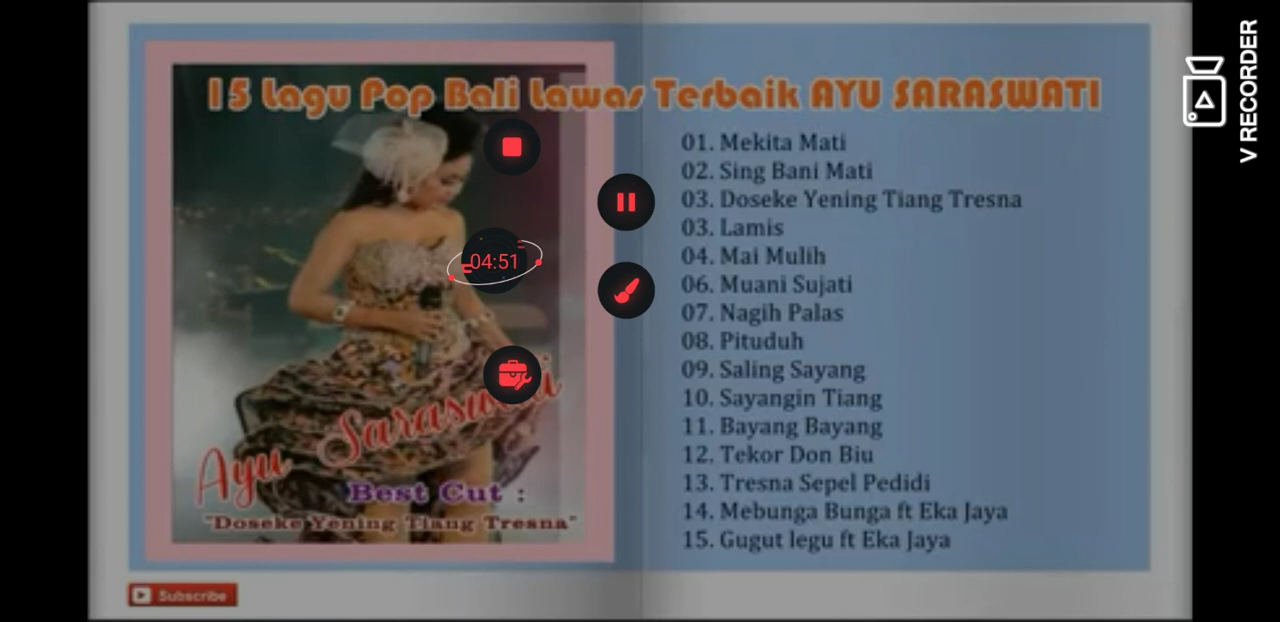 15 Lagu Pop Bali Lawas Terbaik AYU SARASWATI
01. Mekita Mati
02. Sing Bani Mati
03. Doseke Yening Tiang Tresna
03. Lamis
04. Mai Mulih
06. Muani Sujati
07. Nagih Palas
08. Pituduh
09. Saling Sayang
10. Sayangin Tiang
11. Bayang Bayang
12. Tekor Don Biu
13. Tresna Sepel Pedidi
14. Mebunga Bunga ft Eka Jaya
15. Gugut legu ft Eka Jaya
Ayu Saraswati
Best Cut :
"Doseke Yening Tiang Tresna"
04:51
Subscribe
V RECORDER